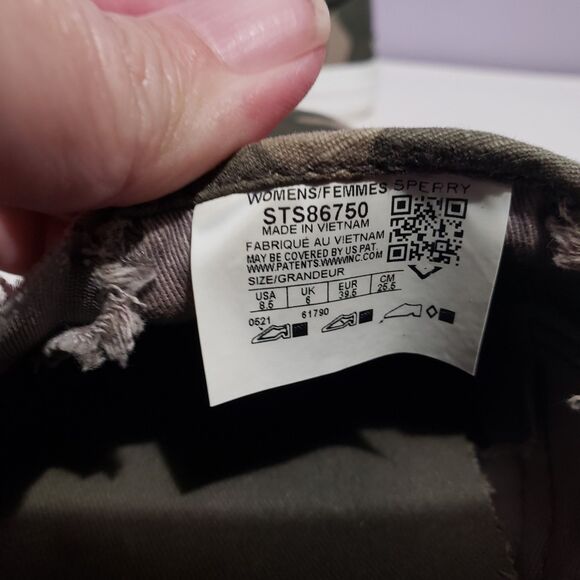 WOMENS/FEMMES SPERRY
STS86750
MADE IN VIETNAM
FABRIQUÉ AU VIETNAM
MAY BE COVERED BY US PAT.
WWW.PATENTS.WWWINC.COM
SIZE/GRANDEUR
USA UK EUR CM
8.5 6 39.5 25.5
0521 61790